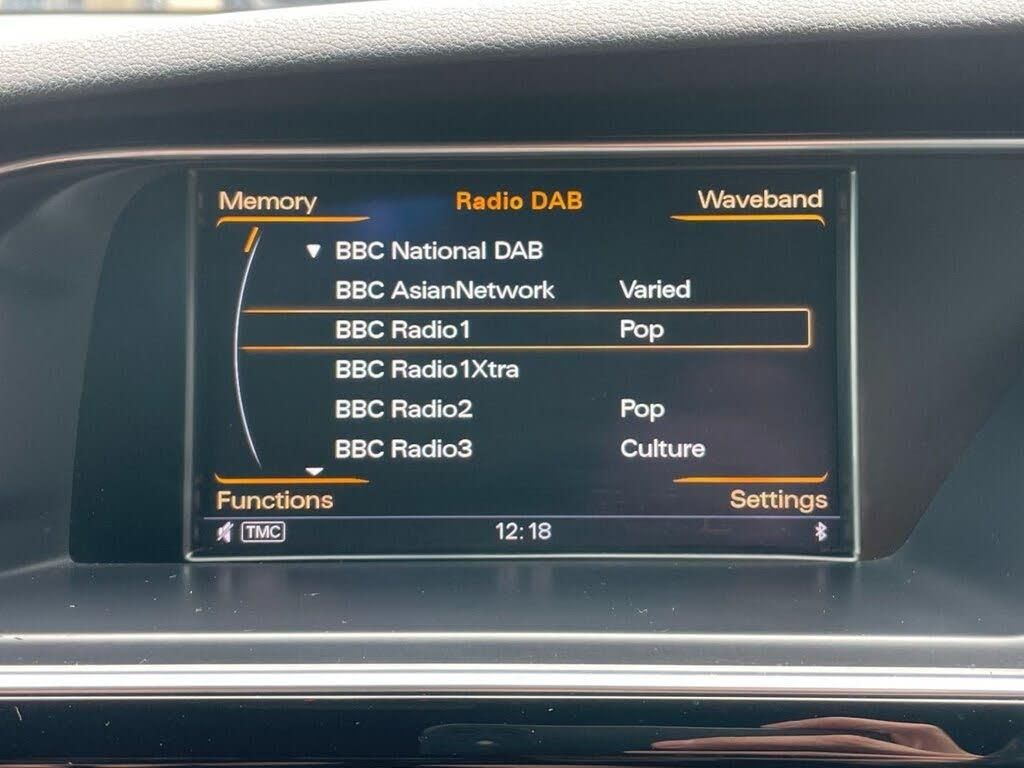 Memory Radio DAB Waveband
BBC National DAB
BBC AsianNetwork Varied
BBC Radio1 Pop
BBC Radio1Xtra
BBC Radio2 Pop
BBC Radio3 Culture
Functions Settings
TMC 12:18